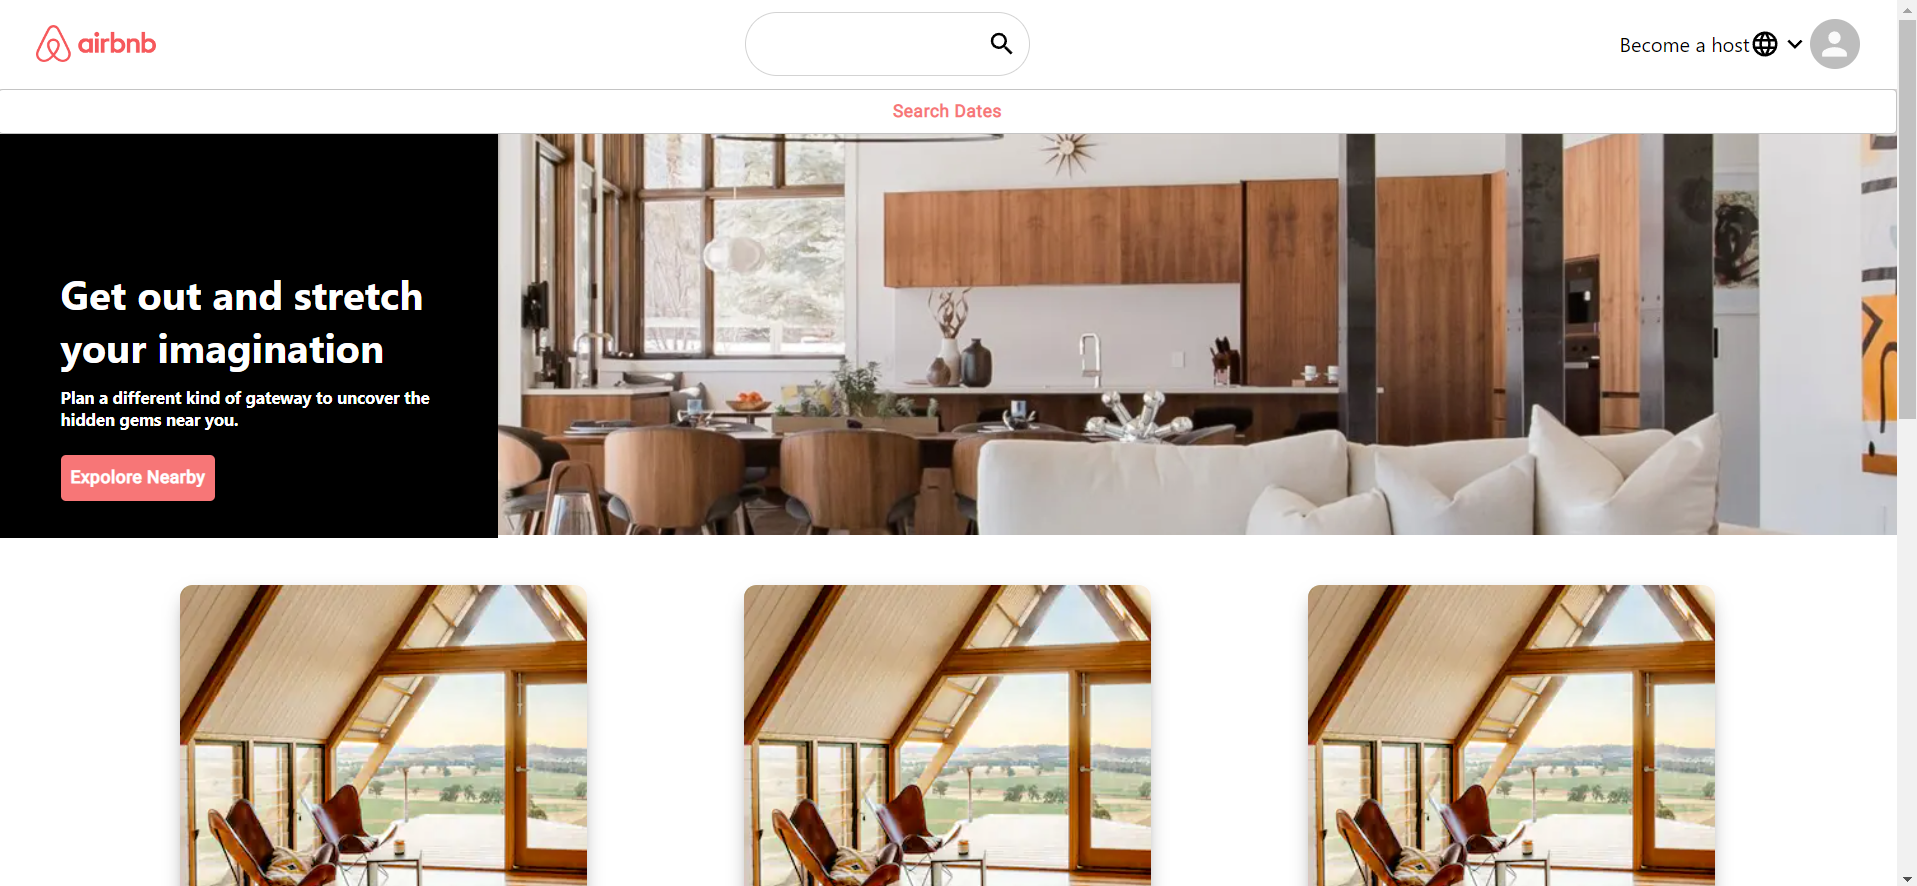 airbnb
Become a host
Search Dates
Get out and stretch
your imagination
Plan a different kind of gateway to uncover the
hidden gems near you.
Expolore Nearby